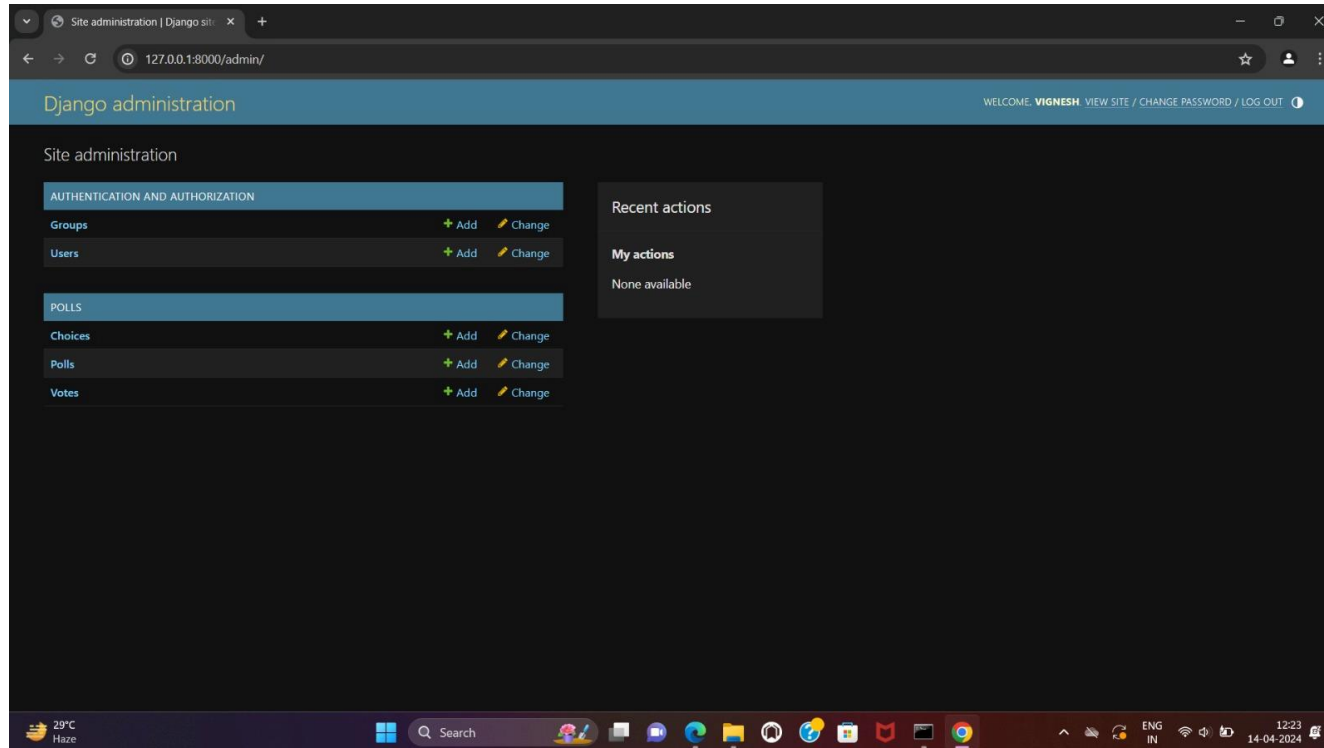 Site administration | Django site
127.0.0.1:8000/admin/
Django administration
WELCOME, VIGNESH. VIEW SITE / CHANGE PASSWORD / LOG OUT
Site administration
AUTHENTICATION AND AUTHORIZATION
Groups + Add Change
Users + Add Change
POLLS
Choices + Add Change
Polls + Add Change
Votes + Add Change
Recent actions
My actions
None available
29°C
Haze
Search
ENG
IN
12:23
14-04-2024